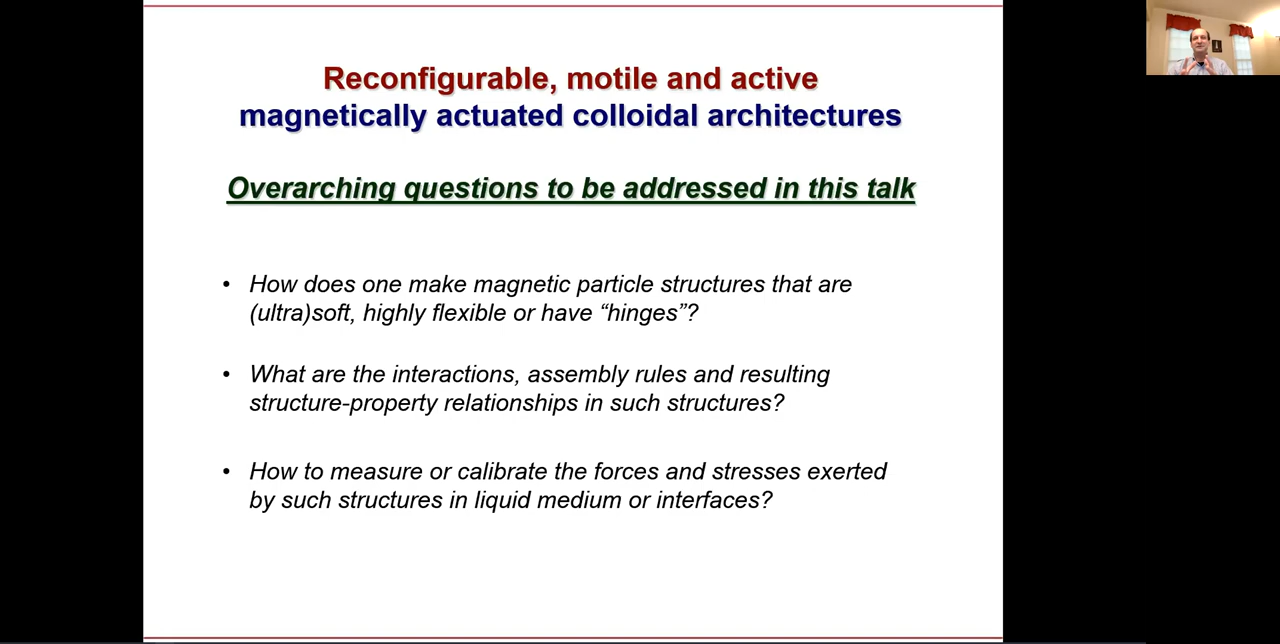 Reconfigurable, motile and active
magnetically actuated colloidal architectures
Overarching questions to be addressed in this talk
• How does one make magnetic particle structures that are
(ultra)soft, highly flexible or have “hinges”?
• What are the interactions, assembly rules and resulting
structure-property relationships in such structures?
• How to measure or calibrate the forces and stresses exerted
by such structures in liquid medium or interfaces?